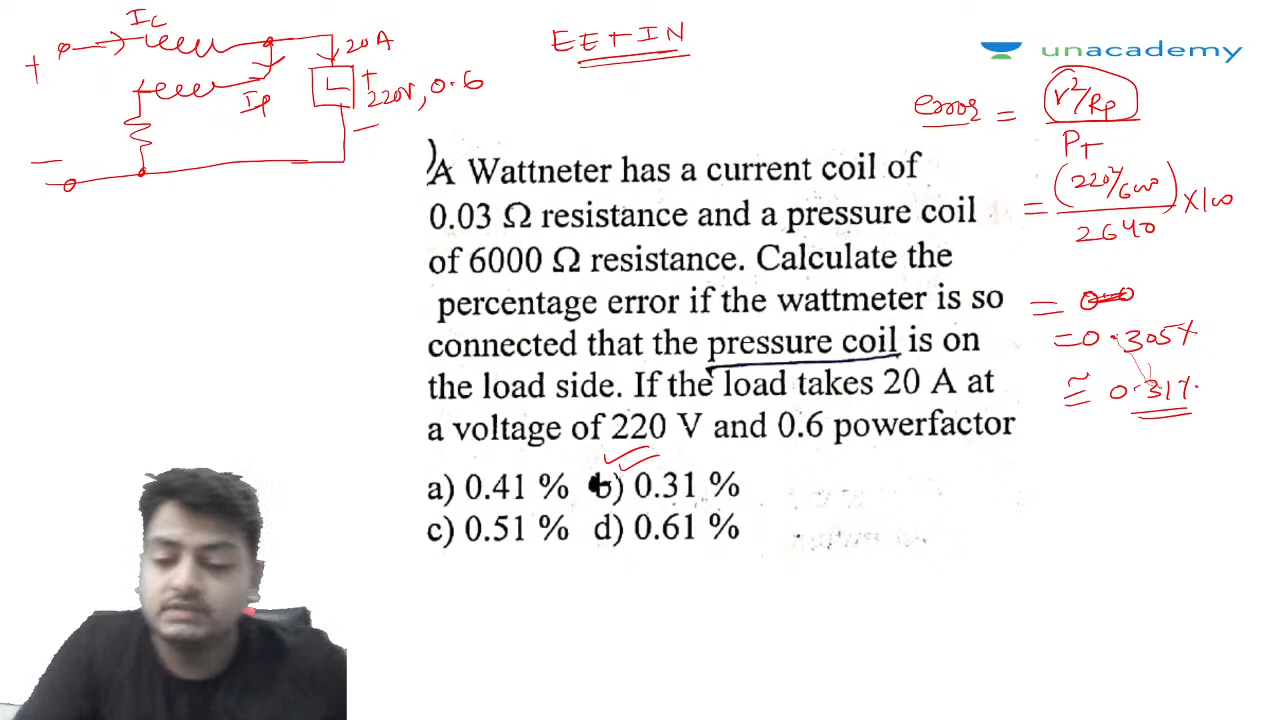 EE+IN
unacademy
Ic
+
20A
+
220V, 0.6
Ip
—
—
error = V²/Rp / PT
= (220²/6000) / 2640 × 100
=
= 0.305%
≅ 0.31%
)A Wattneter has a current coil of
0.03 Ω resistance and a pressure coil
of 6000 Ω resistance. Calculate the
percentage error if the wattmeter is so
connected that the pressure coil is on
the load side. If the load takes 20 A at
a voltage of 220 V and 0.6 powerfactor
a) 0.41 % b) 0.31 %
c) 0.51 % d) 0.61 %